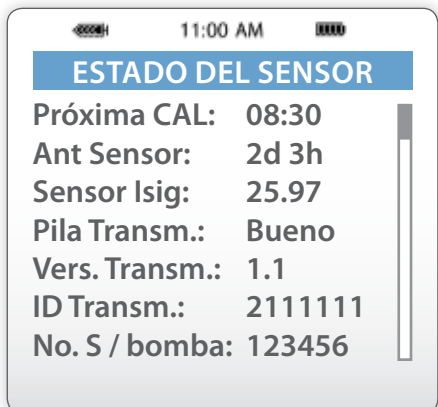 11:00 AM
ESTADO DEL SENSOR
Próxima CAL: 08:30
Ant Sensor: 2d 3h
Sensor Isig: 25.97
Pila Transm.: Bueno
Vers. Transm.: 1.1
ID Transm.: 2111111
No. S / bomba: 123456